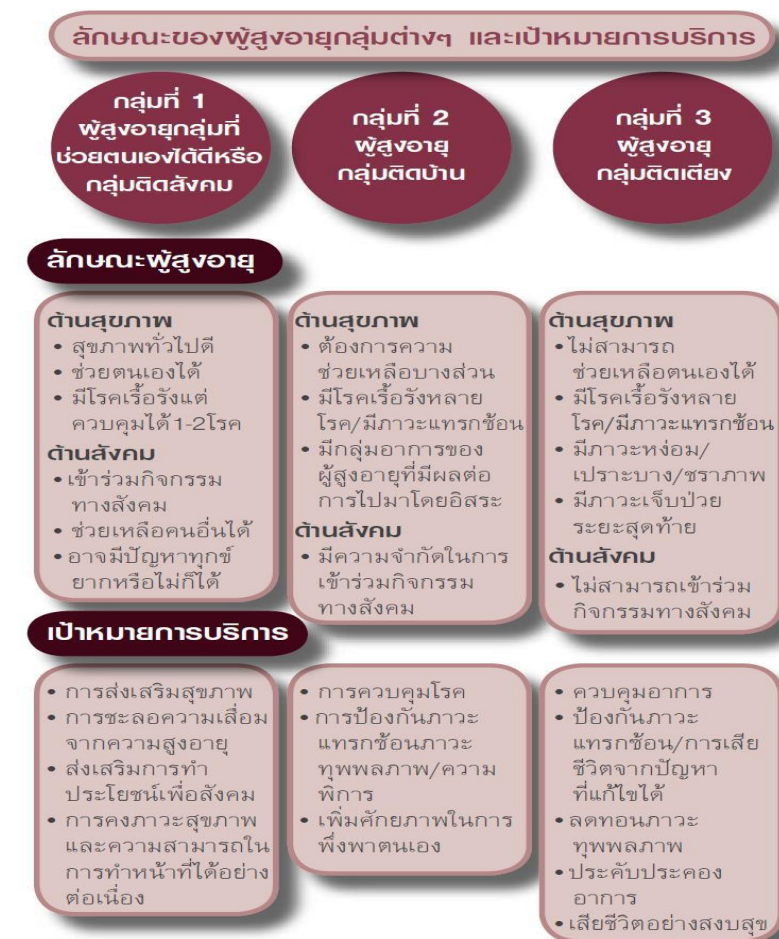 ลักษณะของผู้สูงอายุกลุ่มต่างๆ และเป้าหมายการบริการ
กลุ่มที่ 1
ผู้สูงอายุกลุ่มที่
ช่วยตนเองได้ดีหรือ
กลุ่มติดสังคม
กลุ่มที่ 2
ผู้สูงอายุ
กลุ่มติดบ้าน
กลุ่มที่ 3
ผู้สูงอายุ
กลุ่มติดเตียง
ลักษณะผู้สูงอายุ
ด้านสุขภาพ
• สุขภาพทั่วไปดี
• ช่วยตนเองได้
• มีโรคเรื้อรังแต่
ควบคุมได้1-2โรค
ด้านสังคม
•เข้าร่วมกิจกรรม
ทางสังคม
• ช่วยเหลือคนอื่นได้
•อาจมีปัญหาทุกข์
ยากหรือไม่ก็ได้
ด้านสุขภาพ
• ต้องการความ
ช่วยเหลือบางส่วน
• มีโรคเรื้อรังหลาย
โรค/มีภาวะแทรกซ้อน
• มีกลุ่มอาการของ
ผู้สูงอายุที่มีผลต่อ
การไปมาโดยอิสระ
ด้านสังคม
• มีความจำกัดในการ
เข้าร่วมกิจกรรม
ทางสังคม
ด้านสุขภาพ
•ไม่สามารถ
ช่วยเหลือตนเองได้
• มีโรคเรื้อรังหลาย
โรค/มีภาวะแทรกซ้อน
• มีภาวะหง่อม/
เปราะบาง/ชราภาพ
• มีภาวะเจ็บป่วย
ระยะสุดท้าย
ด้านสังคม
• ไม่สามารถเข้าร่วม
กิจกรรมทางสังคม
เป้าหมายการบริการ
• การส่งเสริมสุขภาพ
• การชะลอความเสื่อม
จากความสูงอายุ
• ส่งเสริมการทำ
ประโยชน์เพื่อสังคม
• การคงภาวะสุขภาพ
และความสามารถใน
การทำหน้าที่ได้อย่าง
ต่อเนื่อง
• การควบคุมโรค
•การป้องกันภาวะ
แทรกซ้อนภาวะ
ทุพพลภาพ/ความ
พิการ
• เพิ่มศักยภาพในการ
พึ่งพาตนเอง
• ควบคุมอาการ
• ป้องกันภาวะ
แทรกซ้อน/การเสีย
ชีวิตจากปัญหา
ที่แก้ไขได้
•ลดทอนภาวะ
ทุพพลภาพ
•ประคับประคอง
อาการ
•เสียชีวิตอย่างสงบสุข